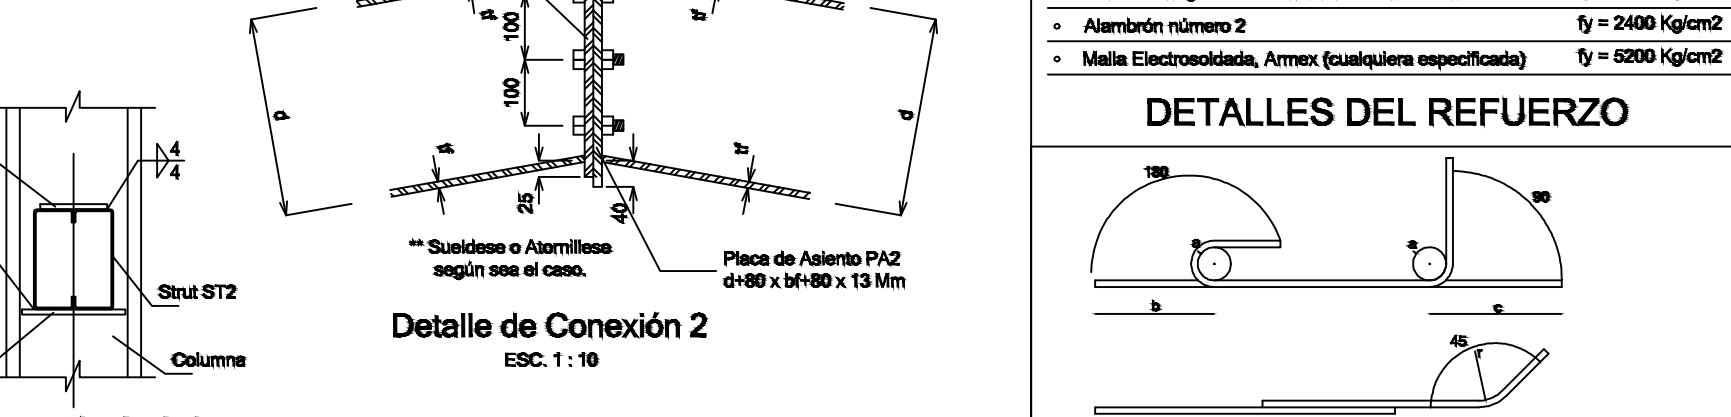 100
100
d
d
tf
tf
tf
tf
25
40
** Sueldese o Atornillese
según sea el caso.
Placa de Asiento PA2
d+80 x bf+80 x 13 Mm
Detalle de Conexión 2
ESC. 1 : 10
4
4
Strut ST2
Columna
Alambrón número 2 fy = 2400 Kg/cm2
Malla Electrosoldada, Armex (cualquiera especificada) fy = 5200 Kg/cm2
DETALLES DEL REFUERZO
180
90
a
a
b
c
45
r